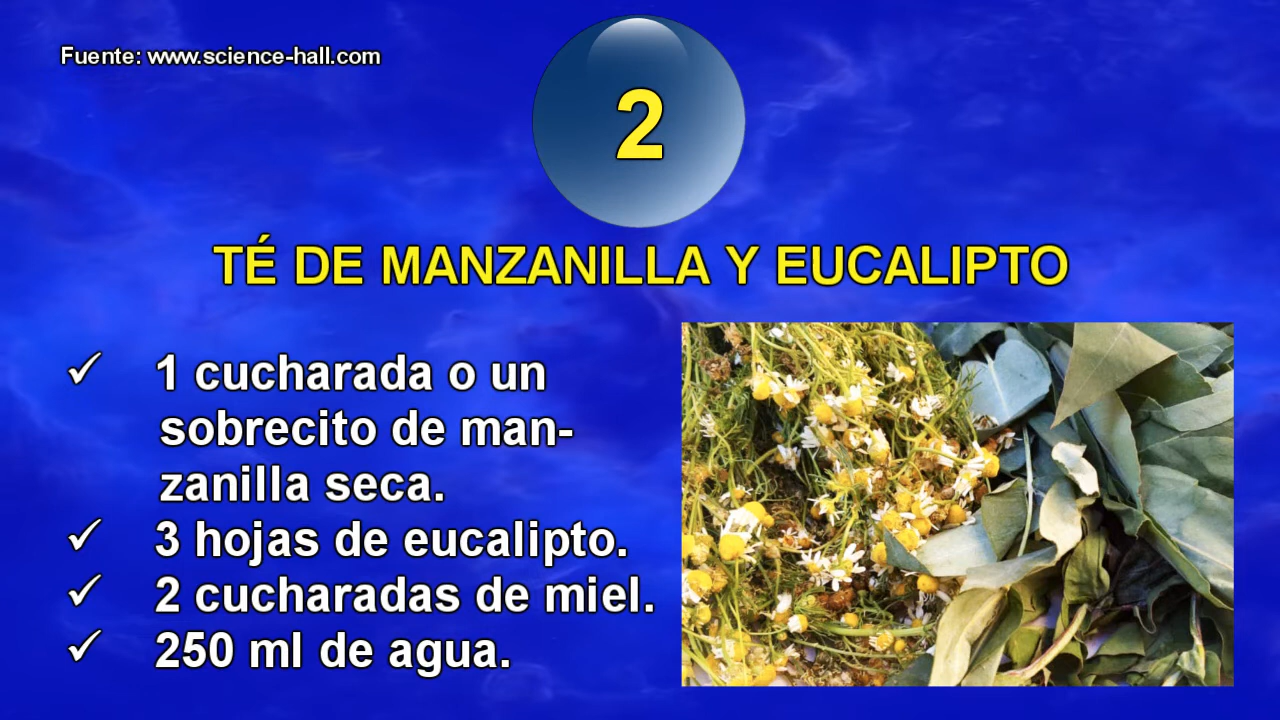 Fuente: www.science-hall.com
2
TÉ DE MANZANILLA Y EUCALIPTO
✓ 1 cucharada o un
sobrecito de man-
zanilla seca.
✓ 3 hojas de eucalipto.
✓ 2 cucharadas de miel.
✓ 250 ml de agua.